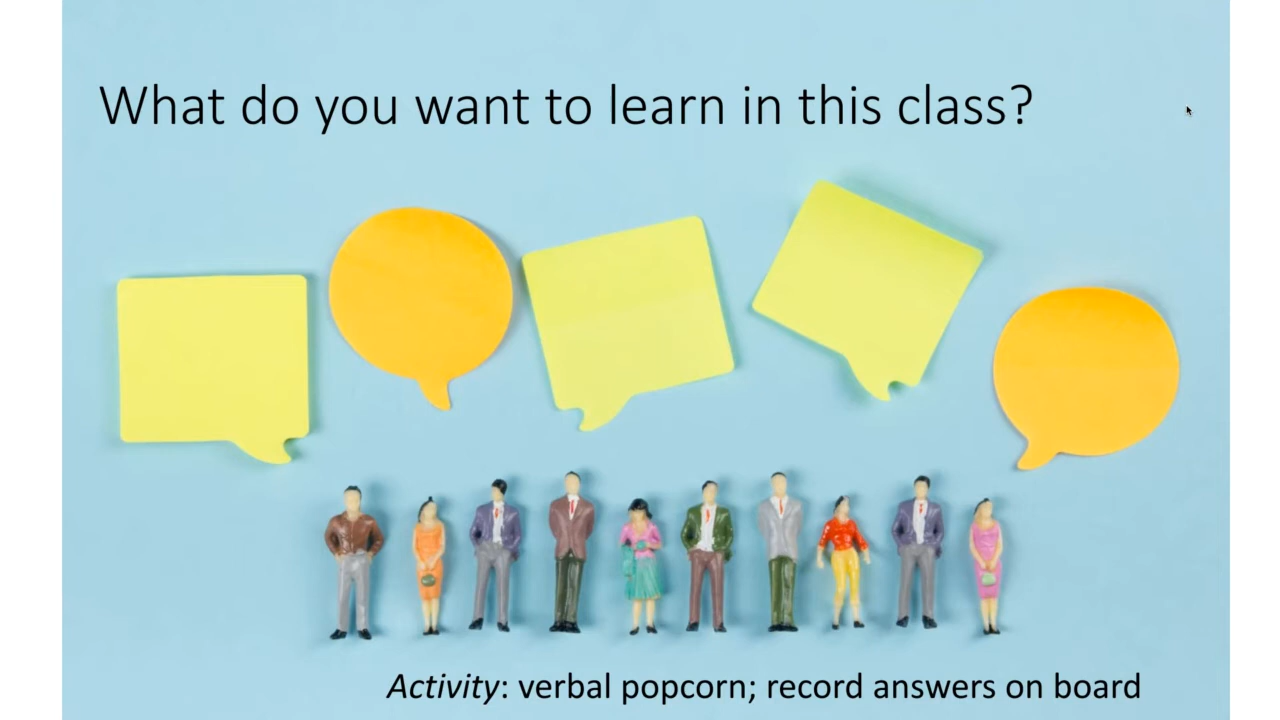 What do you want to learn in this class?
Activity: verbal popcorn; record answers on board